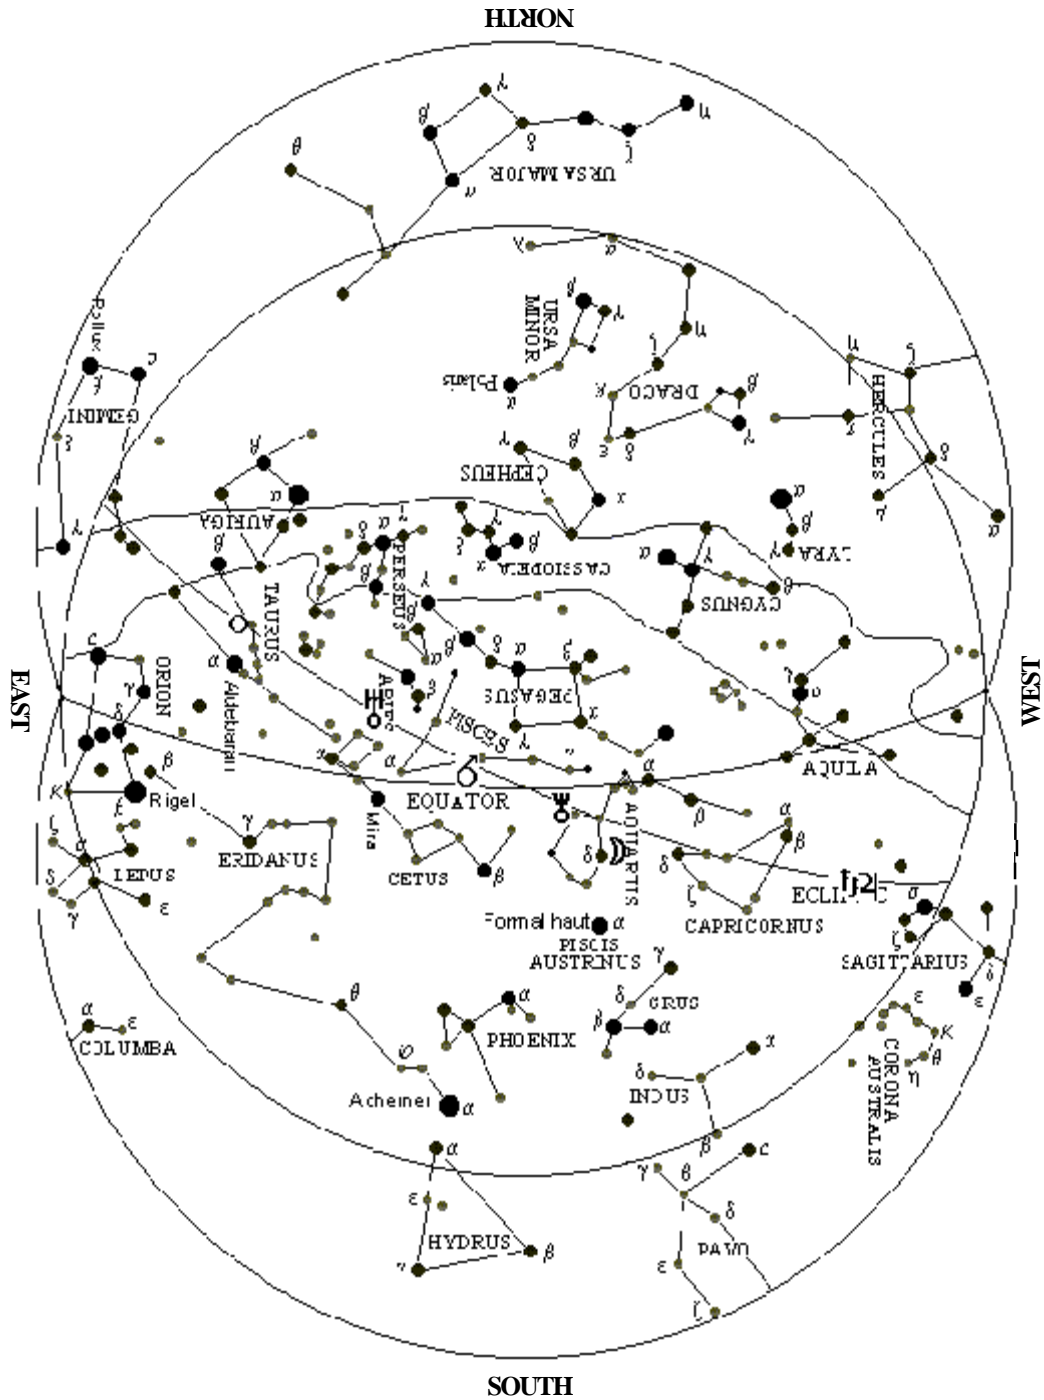 NORTH
γ
β
η
δ
ζ
θ
URSA MAJOR
α
λ
α
β
URSA
MINOR
γ
η
Pollux
ζ
η
ζ
GEMINI
Polaris
α
κ
DRACO
β
HERCULES
γ
ε
δ
δ
β
γ
β
CEPHEUS
α
α
AURIGA
α
β
α
β
PERSEUS
γ
β
CASSIOPEIA
α
γ
γ
LYRA
TAURUS
β
γ
CYGNUS
β
EAST
ORION
α
Aldebaran
γ
δ
α
δ
α
PEGASUS
γ
WEST
PISCES
β
κ
Rigel
α
α
EQUATOR
α
AQUILA
Mira
β
α
ζ
γ
ERIDANUS
β
LEPUS
CETUS
β
δ
AQUARIUS
δ
ECLIPTIC
δ
γ
ε
ζ
CAPRICORNUS
σ
Formalhaut
α
PISCIS
AUSTRINUS
γ
ζ
SAGITTARIUS
δ
ε
θ
α
δ
GRUS
ε
α
ε
COLUMBA
PHOENIX
β
α
CORONA
AUSTRALIS
κ
θ
η
φ
δ
INDUS
α
Achernei
α
α
β
γ
θ
ε
δ
HYDRUS
β
PAVO
ε
ζ
SOUTH